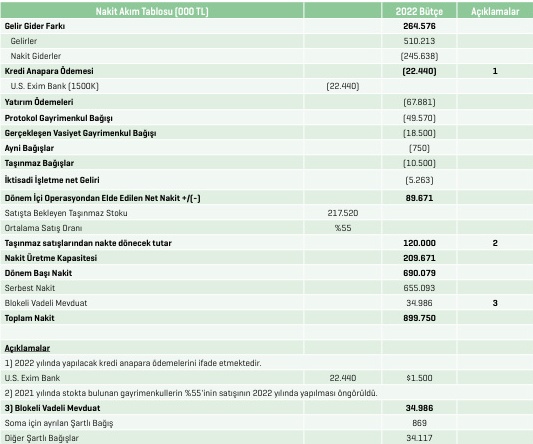 Nakit Akım Tablosu (000 TL) 2022 Bütçe Açıklamalar
Gelir Gider Farkı 264.576
Gelirler 510.213
Nakit Giderler (245.638)
Kredi Anapara Ödemesi (22.440) 1
U.S. Exim Bank (1500K) (22.440)
Yatırım Ödemeleri (67.881)
Protokol Gayrimenkul Bağışı (49.570)
Gerçekleşen Vasiyet Gayrimenkul Bağışı (18.500)
Ayni Bağışlar (750)
Taşınmaz Bağışlar (10.500)
İktisadi İşletme net Geliri (5.263)
Dönem İçi Operasyondan Elde Edilen Net Nakit +/(-) 89.671
Satışta Bekleyen Taşınmaz Stoku 217.520
Ortalama Satış Oranı %55
Taşınmaz satışlarından nakte dönecek tutar 120.000 2
Nakit Üretme Kapasitesi 209.671
Dönem Başı Nakit 690.079
Serbest Nakit 655.093
Blokeli Vadeli Mevduat 34.986 3
Toplam Nakit 899.750
Açıklamalar
1) 2022 yılında yapılacak kredi anapara ödemelerini ifade etmektedir.
U.S. Exim Bank 22.440 $1.500
2) 2021 yılında stokta bulunan gayrimenkullerin %55'inin satışının 2022 yılında yapılması öngörüldü.
3) Blokeli Vadeli Mevduat 34.986
Soma için ayrılan Şartlı Bağış 869
Diğer Şartlı Bağışlar 34.117